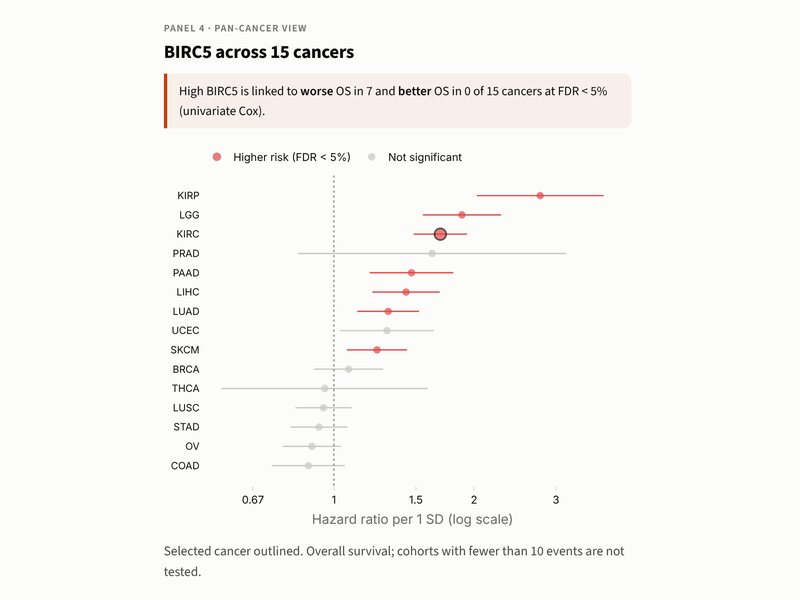 PANEL 4 · PAN-CANCER VIEW
BIRC5 across 15 cancers
High BIRC5 is linked to worse OS in 7 and better OS in 0 of 15 cancers at FDR < 5%
(univariate Cox).
Higher risk (FDR < 5%) Not significant
KIRP
LGG
KIRC
PRAD
PAAD
LIHC
LUAD
UCEC
SKCM
BRCA
THCA
LUSC
STAD
OV
COAD
0.67 1 1.5 2 3
Hazard ratio per 1 SD (log scale)
Selected cancer outlined. Overall survival; cohorts with fewer than 10 events are not
tested.